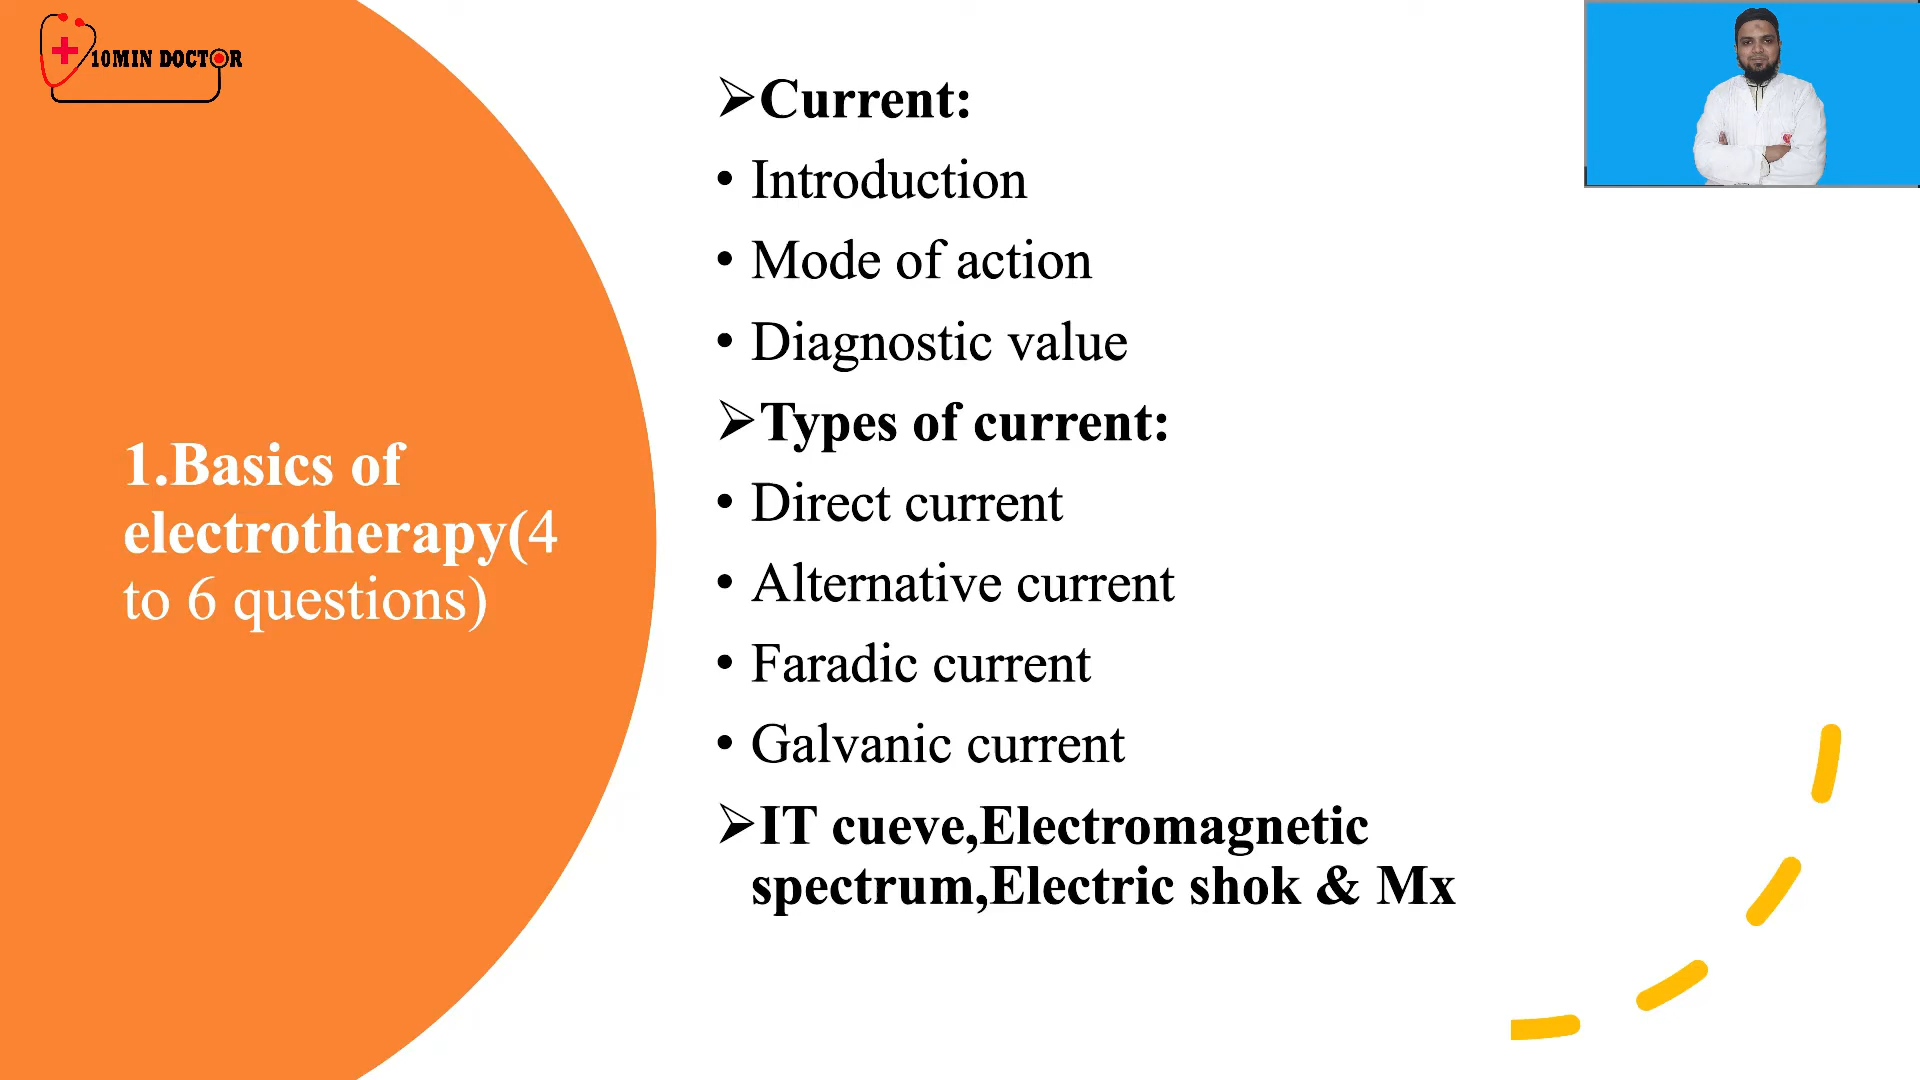 10MIN DOCTOR
1.Basics of
electrotherapy(4
to 6 questions)
➢Current:
• Introduction
• Mode of action
• Diagnostic value
➢Types of current:
• Direct current
• Alternative current
• Faradic current
• Galvanic current
➢IT cueve,Electromagnetic
spectrum,Electric shok & Mx